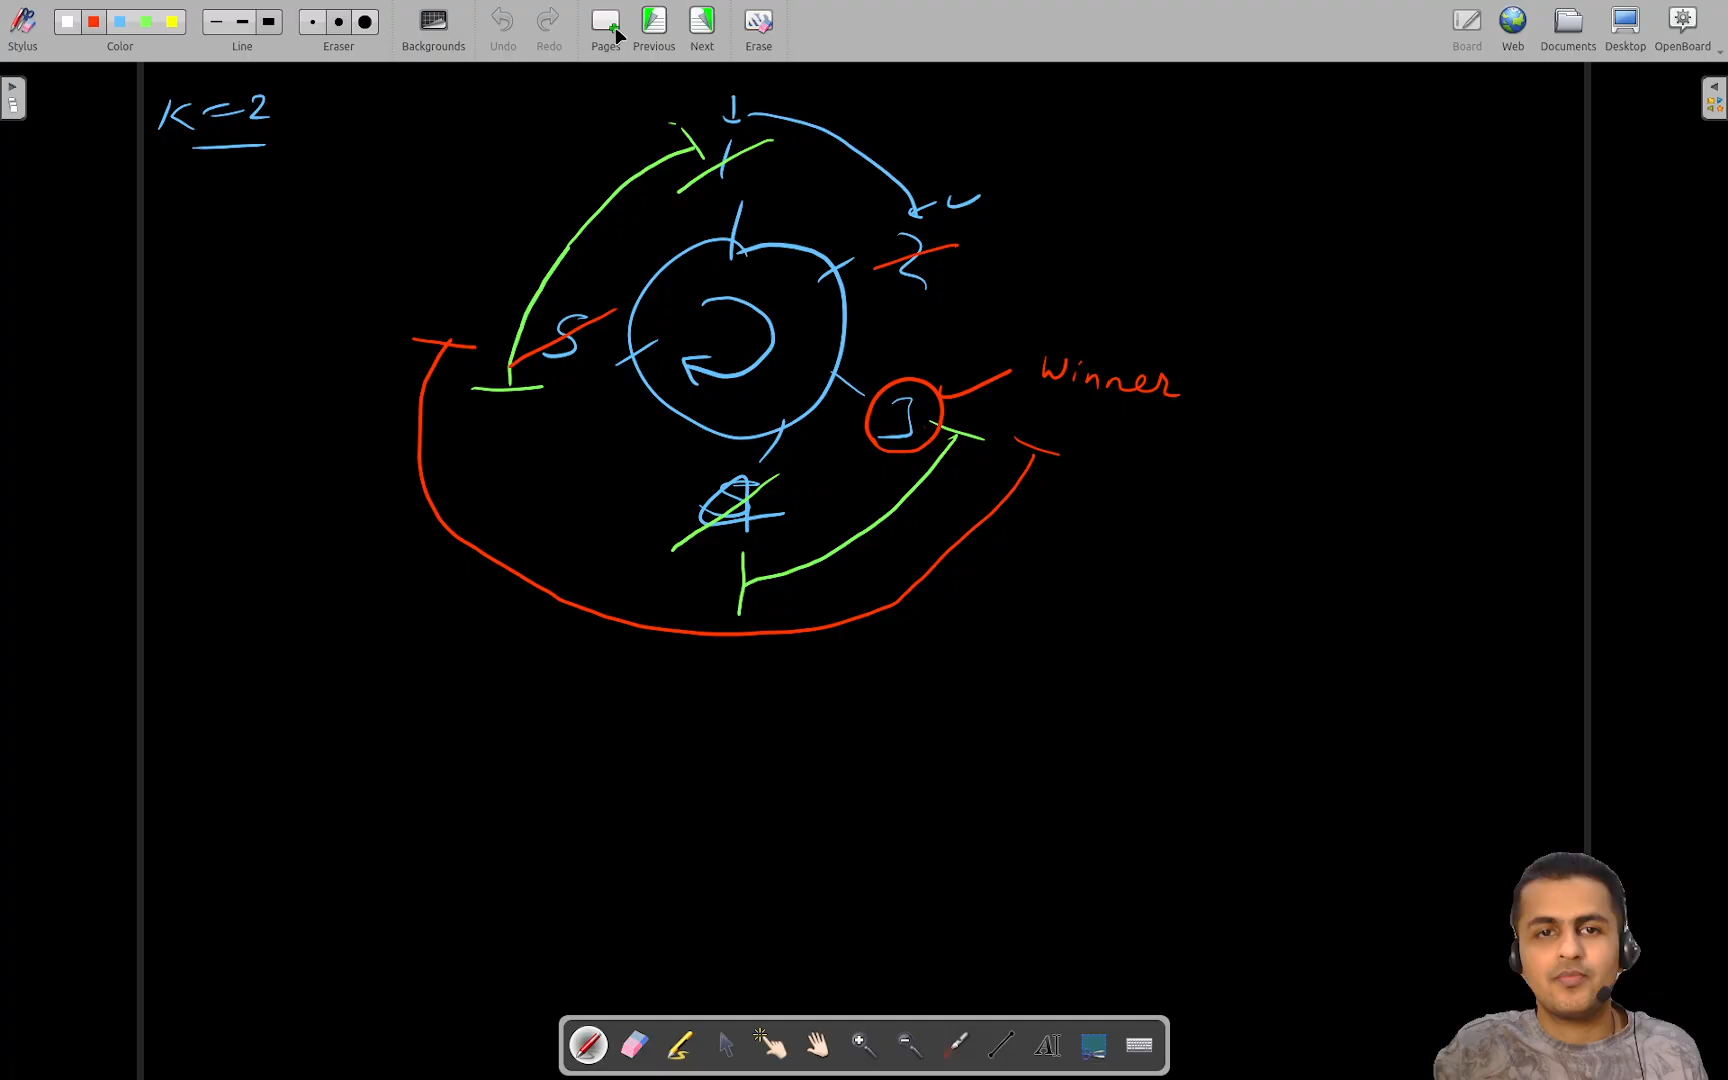 Stylus
Color
Line
Eraser
Backgrounds
Undo
Redo
Pages
Previous
Next
Erase
Board
Web
Documents
Desktop
OpenBoard
K=2
1
2
5
3
Winner
4
AI